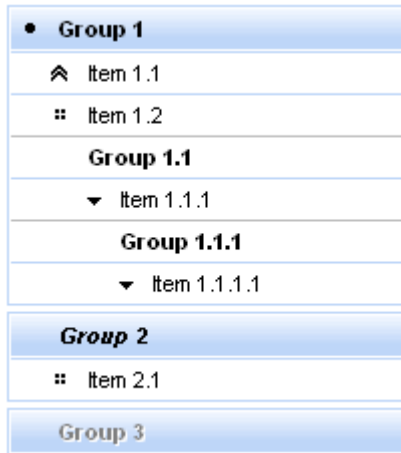 Group 1
Item 1.1
Item 1.2
Group 1.1
Item 1.1.1
Group 1.1.1
Item 1.1.1.1
Group 2
Item 2.1
Group 3